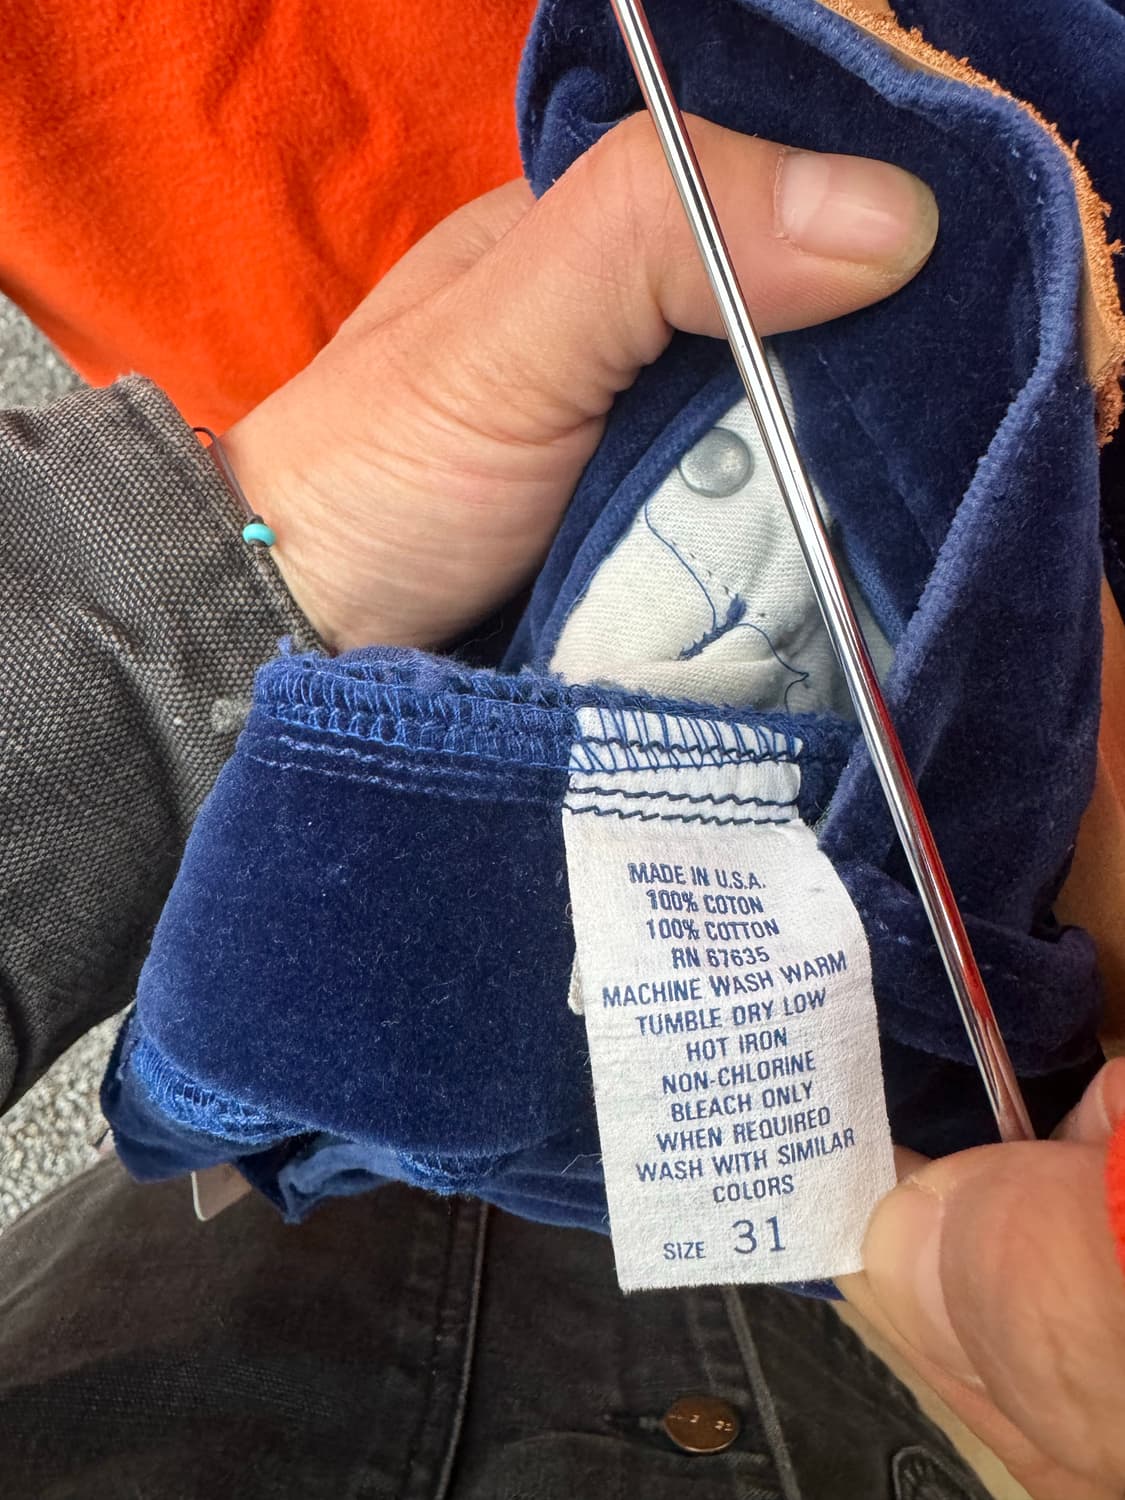 MADE IN U.S.A.
100% COTON
100% COTTON
RN 67635
MACHINE WASH WARM
TUMBLE DRY LOW
HOT IRON
NON-CHLORINE
BLEACH ONLY
WHEN REQUIRED
WASH WITH SIMILAR
COLORS
SIZE 31